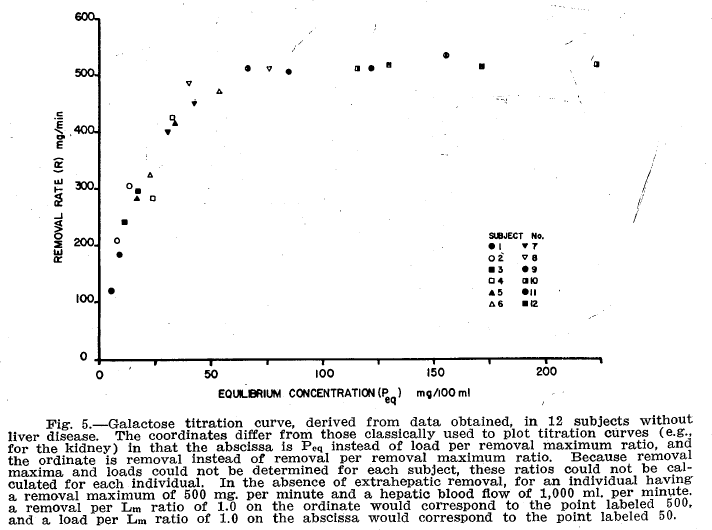 600
500
400
300
200
100
0
REMOVAL RATE (R) mg/min
0 50 100 150 200
EQUILIBRIUM CONCENTRATION (Peq) mg/100 ml
SUBJECT No.
1 7
2 8
3 9
4 10
5 11
6 12
Fig. 5.—Galactose titration curve, derived from data obtained, in 12 subjects without
liver disease. The coordinates differ from those classically used to plot titration curves (e.g.,
for the kidney) in that the abscissa is Peq instead of load per removal maximum ratio, and
the ordinate is removal instead of removal per removal maximum ratio. Because removal
maxima and loads could not be determined for each subject, these ratios could not be cal-
culated for each individual. In the absence of extrahepatic removal, for an individual having
a removal maximum of 500 mg. per minute and a hepatic blood flow of 1,000 ml. per minute.
a removal per Lm ratio of 1.0 on the ordinate would correspond to the point labeled 500,
and a load per Lm ratio of 1.0 on the abscissa would correspond to the point labeled 50.